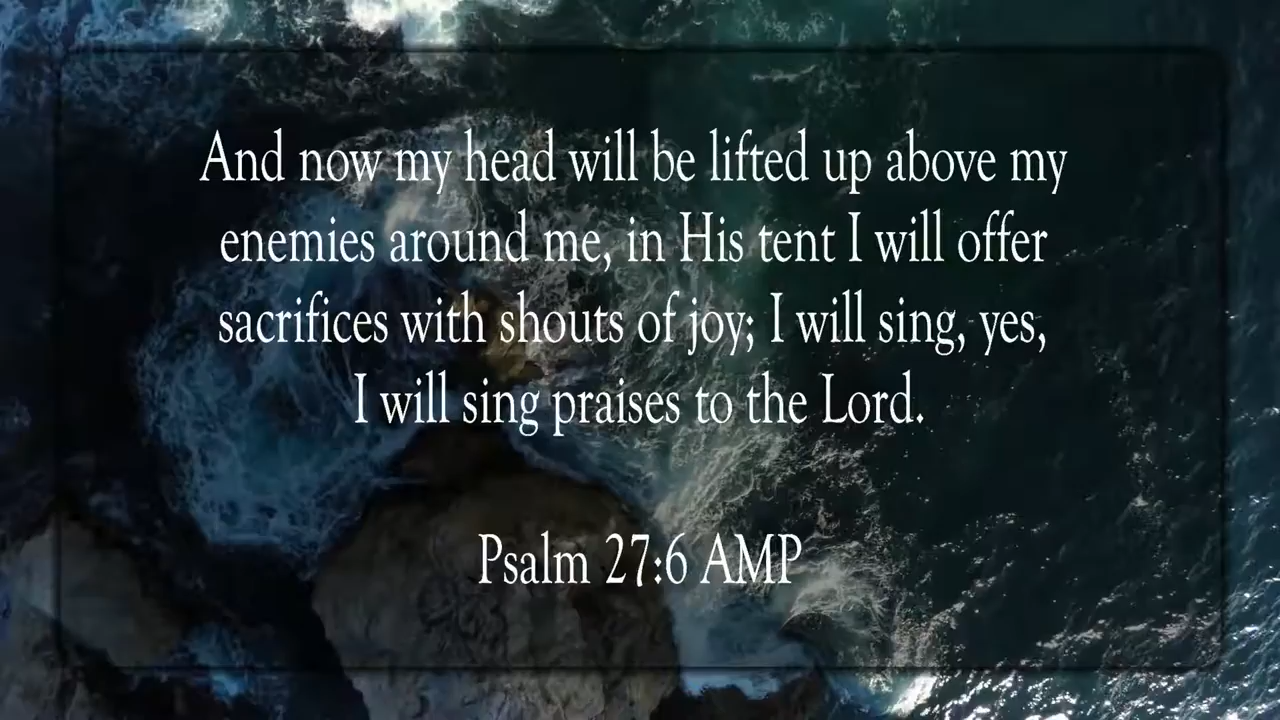 And now my head will be lifted up above my
enemies around me, in His tent I will offer
sacrifices with shouts of joy; I will sing, yes,
I will sing praises to the Lord.
Psalm 27:6 AMP